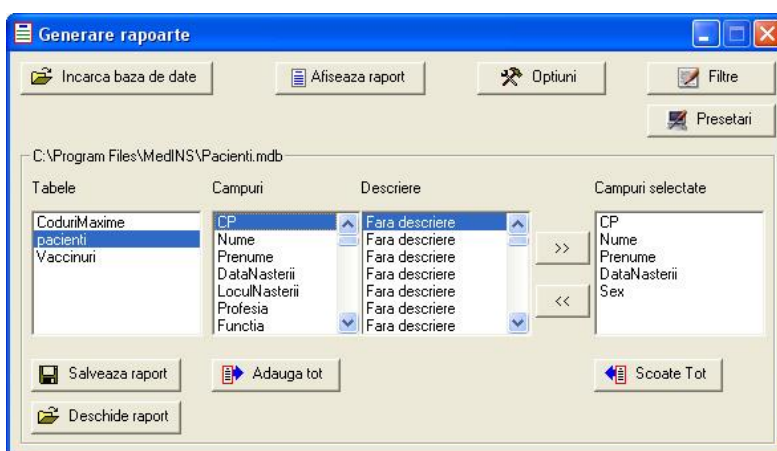 Generare rapoarte
Incarca baza de date
Afiseaza raport
Optiuni
Filtre
Presetari
C:\Program Files\MedINS\Pacienti.mdb
Tabele
Campuri
Descriere
Campuri selectate
CoduriMaxime
pacienti
Vaccinuri
CP
Nume
Prenume
DataNasterii
LoculNasterii
Profesia
Functia
Fara descriere
Fara descriere
Fara descriere
Fara descriere
Fara descriere
Fara descriere
Fara descriere
>>
<<
CP
Nume
Prenume
DataNasterii
Sex
Salveaza raport
Adauga tot
Scoate Tot
Deschide raport